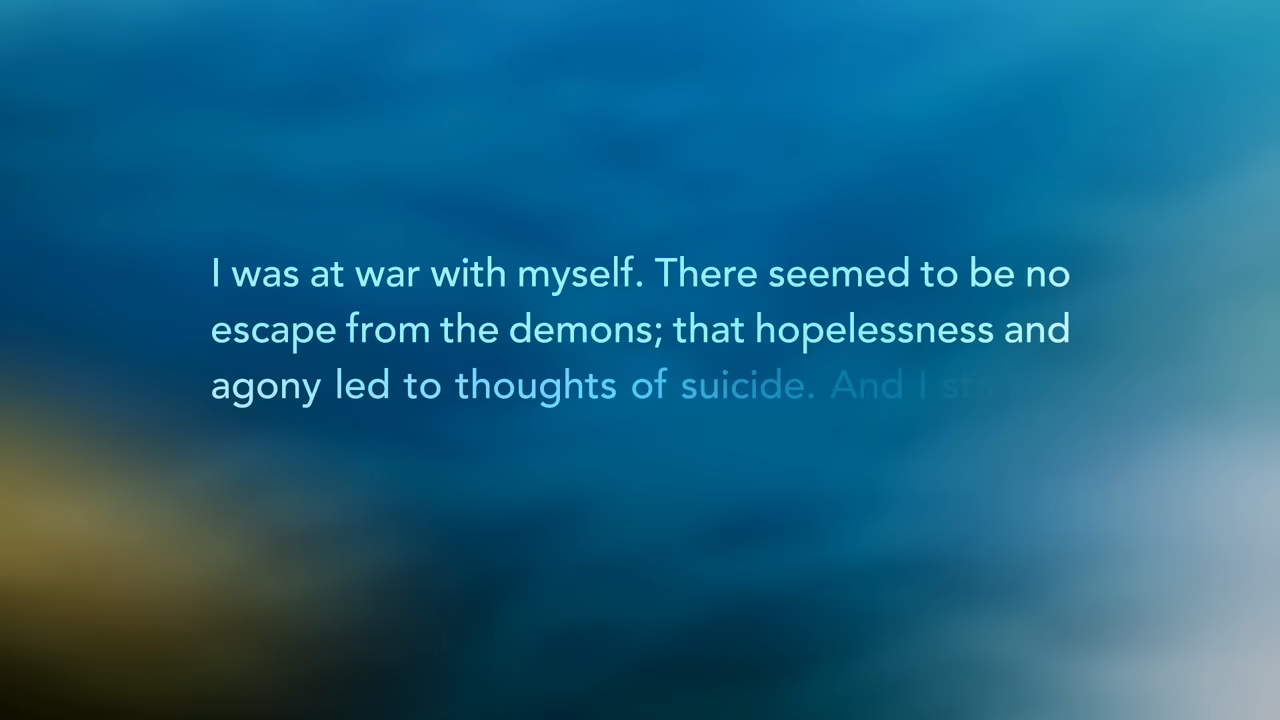 I was at war with myself. There seemed to be no
escape from the demons; that hopelessness and
agony led to thoughts of suicide. And I